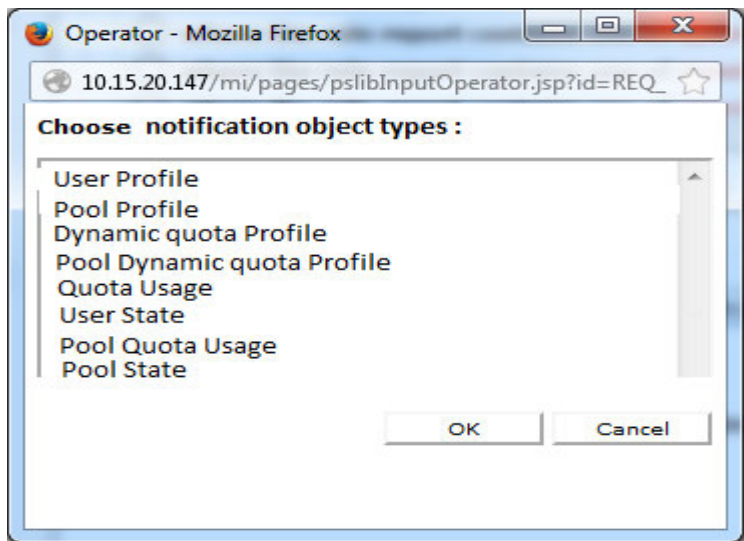 Operator - Mozilla Firefox
10.15.20.147/mi/pages/pslibInputOperator.jsp?id=REQ_
Choose notification object types :
User Profile
Pool Profile
Dynamic quota Profile
Pool Dynamic quota Profile
Quota Usage
User State
Pool Quota Usage
Pool State
OK Cancel